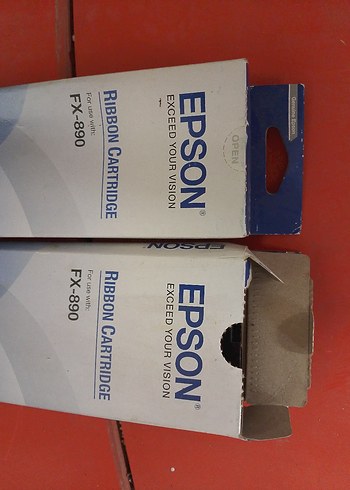 EPSON®
EXCEED YOUR VISION
OPEN
RIBBON CARTRIDGE
For use with:
FX-890
EPSON
EPSON®
EXCEED YOUR VISION
RIBBON CARTRIDGE
For use with:
FX-890